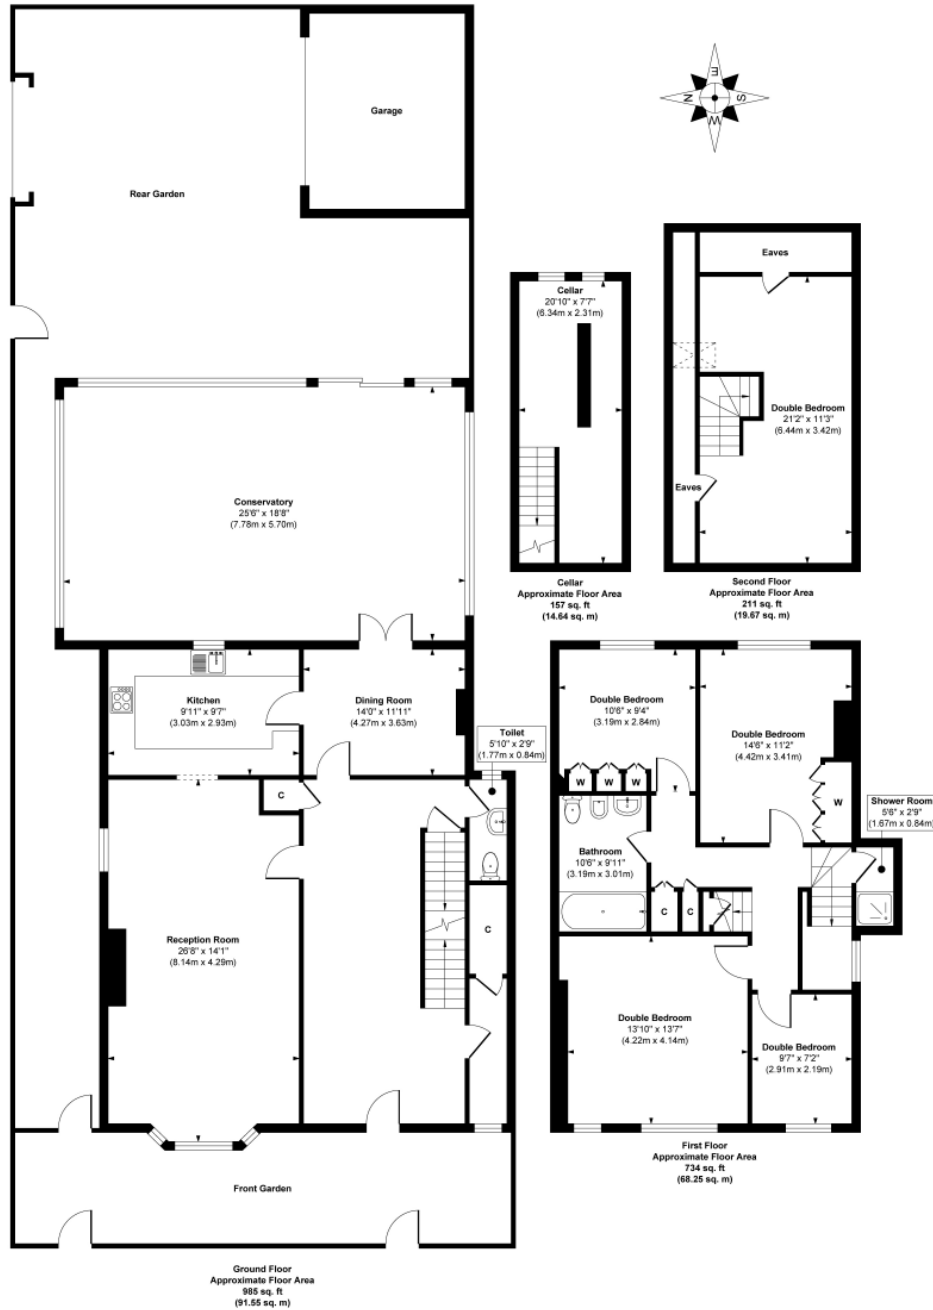 Garage
Rear Garden
E
N
S
W
Conservatory
25'6" x 18'8"
(7.78m x 5.70m)
Kitchen
9'11" x 9'7"
(3.03m x 2.93m)
Dining Room
14'0" x 11'11"
(4.27m x 3.63m)
Toilet
5'10" x 2'9"
(1.77m x 0.84m)
C
C
Reception Room
26'8" x 14'1"
(8.14m x 4.29m)
Front Garden
Ground Floor
Approximate Floor Area
985 sq. ft
(91.55 sq. m)
Cellar
20'10" x 7'7"
(6.34m x 2.31m)
Cellar
Approximate Floor Area
157 sq. ft
(14.64 sq. m)
Eaves
Double Bedroom
21'2" x 11'3"
(6.44m x 3.42m)
Eaves
Second Floor
Approximate Floor Area
211 sq. ft
(19.67 sq. m)
Double Bedroom
10'6" x 9'4"
(3.19m x 2.84m)
W
W
W
Double Bedroom
14'6" x 11'2"
(4.42m x 3.41m)
W
Shower Room
5'6" x 2'9"
(1.67m x 0.84m)
Bathroom
10'6" x 9'11"
(3.19m x 3.01m)
C
C
Double Bedroom
13'10" x 13'7"
(4.22m x 4.14m)
Double Bedroom
9'7" x 7'2"
(2.91m x 2.19m)
First Floor
Approximate Floor Area
734 sq. ft
(68.25 sq. m)